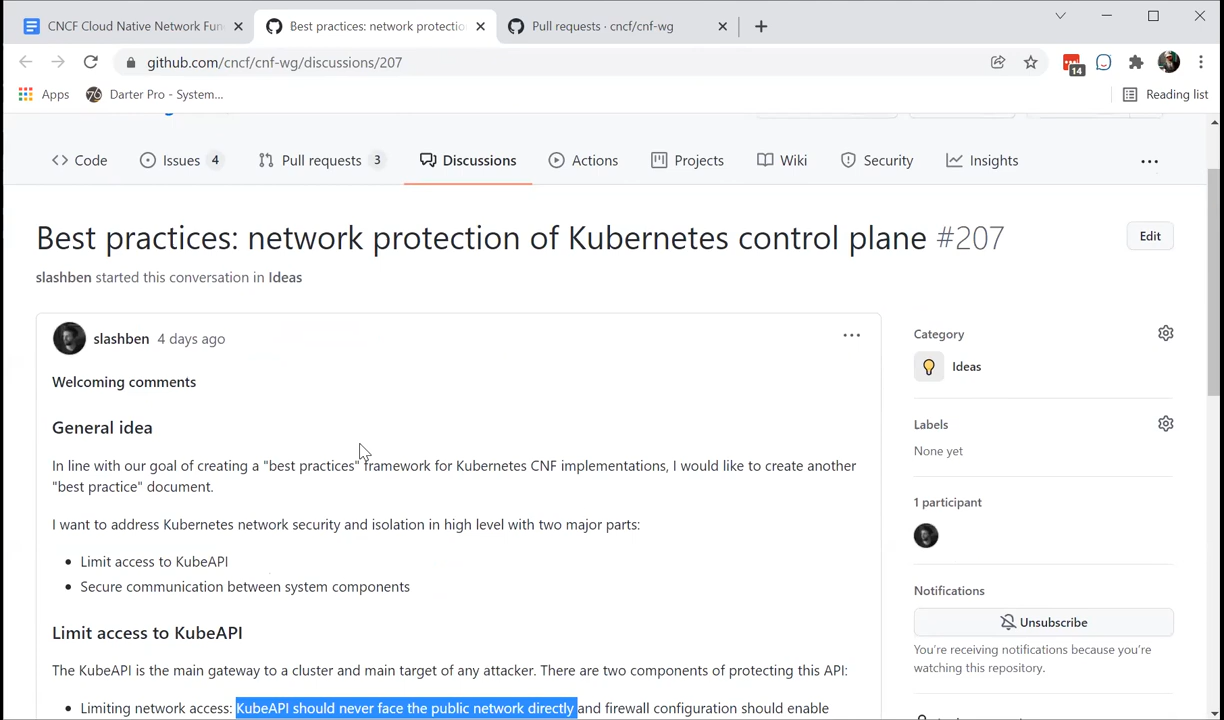 CNCF Cloud Native Network Fun
Best practices: network protectio
Pull requests · cncf/cnf-wg
github.com/cncf/cnf-wg/discussions/207
14
Apps
Darter Pro - System...
Reading list
Code
Issues 4
Pull requests 3
Discussions
Actions
Projects
Wiki
Security
Insights
Best practices: network protection of Kubernetes control plane #207
Edit
slashben started this conversation in Ideas
slashben 4 days ago
Welcoming comments
General idea
In line with our goal of creating a "best practices" framework for Kubernetes CNF implementations, I would like to create another
"best practice" document.
I want to address Kubernetes network security and isolation in high level with two major parts:
• Limit access to KubeAPI
• Secure communication between system components
Limit access to KubeAPI
The KubeAPI is the main gateway to a cluster and main target of any attacker. There are two components of protecting this API:
• Limiting network access: KubeAPI should never face the public network directly and firewall configuration should enable
Category
Ideas
Labels
None yet
1 participant
Notifications
Unsubscribe
You're receiving notifications because you're
watching this repository.